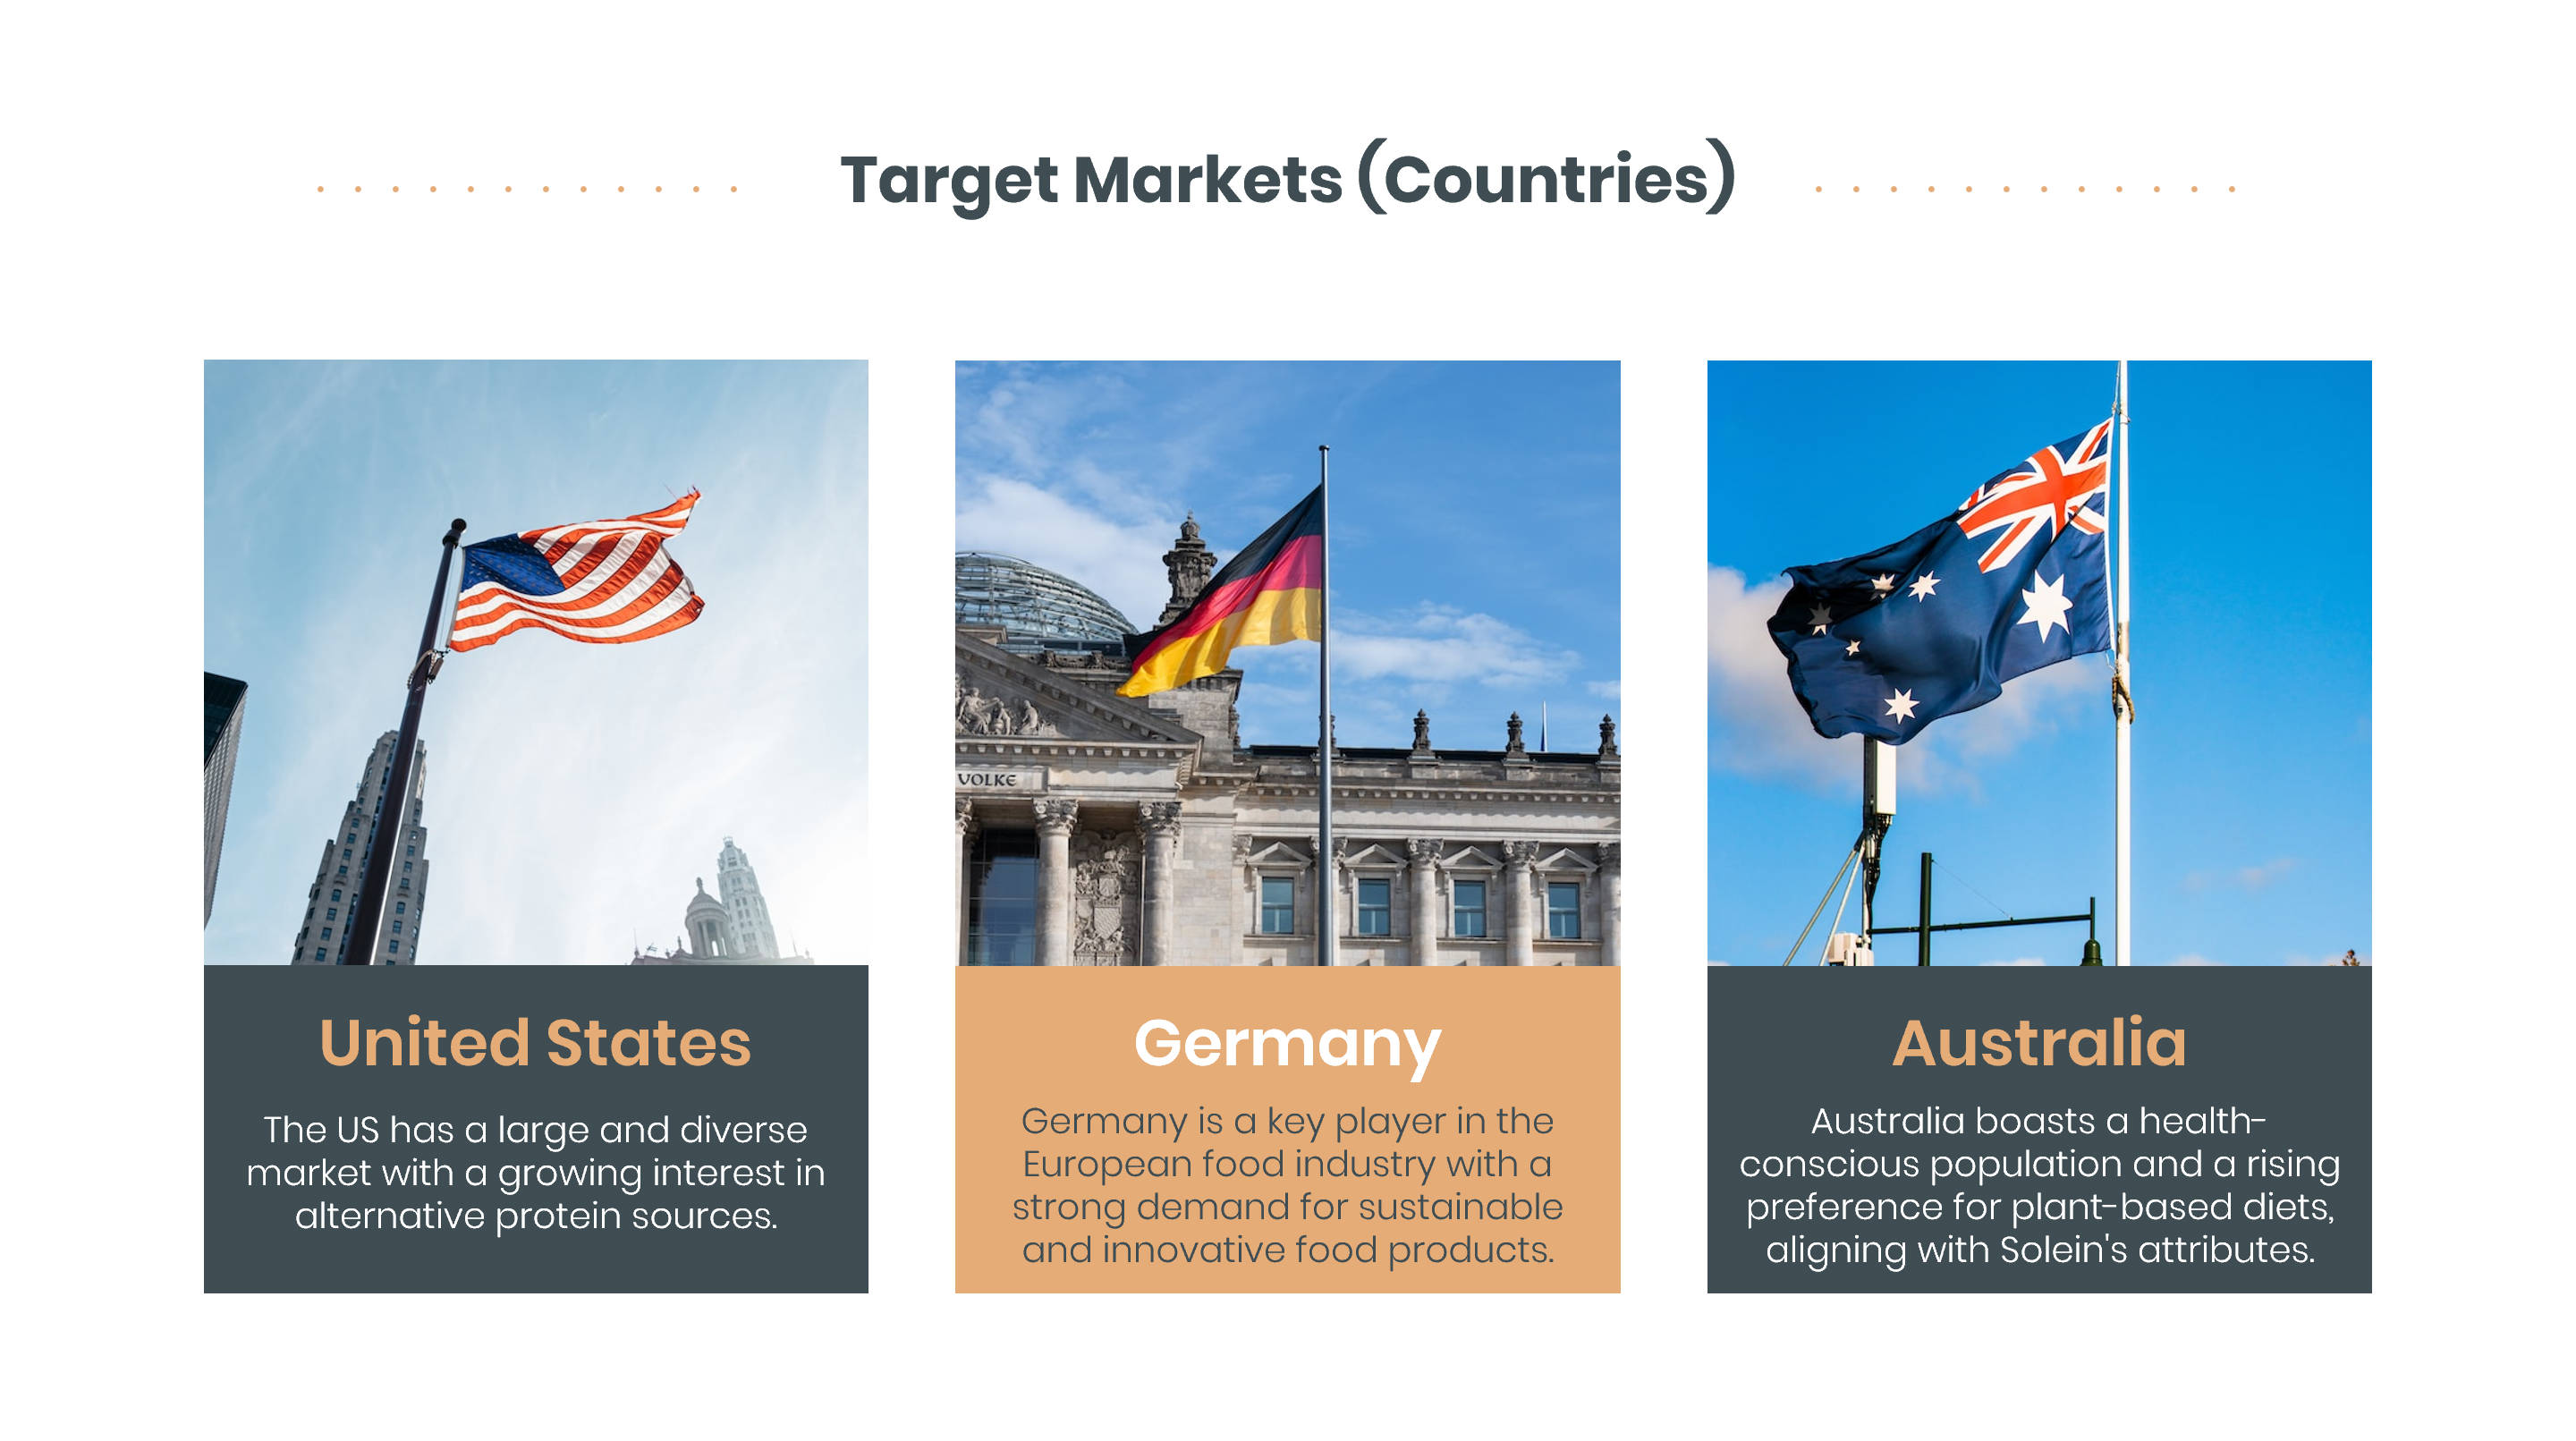 Target Markets (Countries)
VOLKE
United States
The US has a large and diverse
market with a growing interest in
alternative protein sources.
Germany
Germany is a key player in the
European food industry with a
strong demand for sustainable
and innovative food products.
Australia
Australia boasts a health-
conscious population and a rising
preference for plant-based diets,
aligning with Solein's attributes.